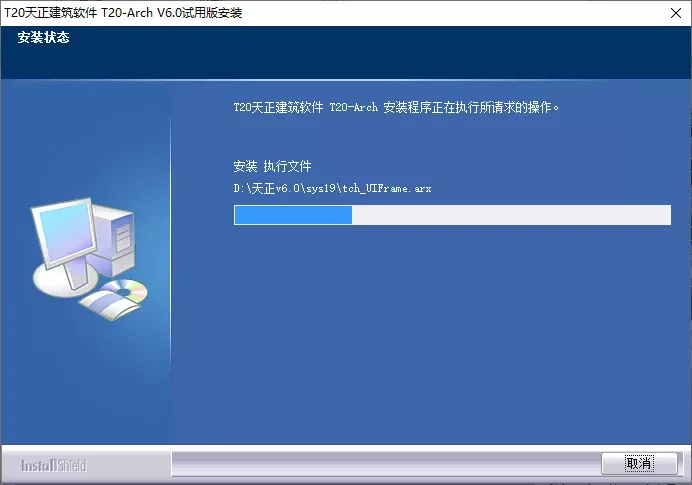 T20天正建筑软件 T20-Arch V6.0试用版安装
安装状态
T20天正建筑软件 T20-Arch 安装程序正在执行所请求的操作。
安装 执行文件
D:\天正v6.0\sys19\tch_UIFrame.arx
InstallShield
取消